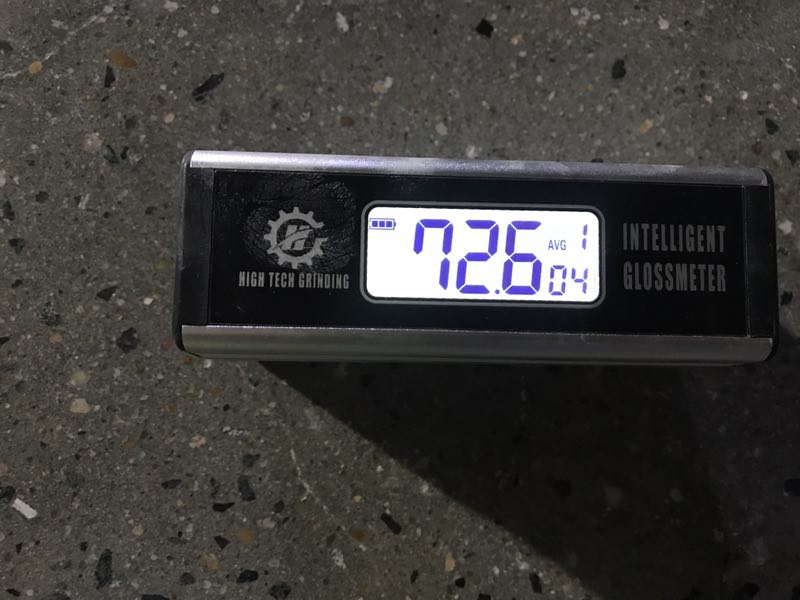 HIGH TECH GRINDING
72.6 AVG 1
04
INTELLIGENT
GLOSSMETER